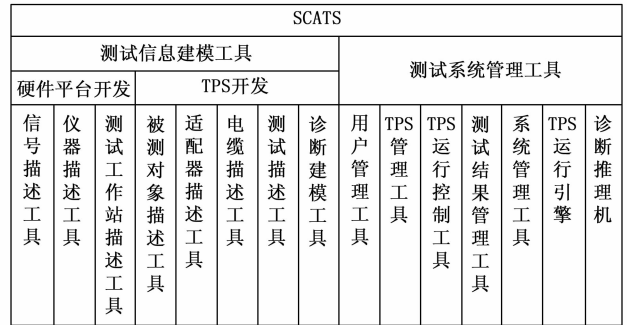 SCATS
测试信息建模工具
测试系统管理工具
硬件平台开发
TPS开发
信号描述工具
仪器描述工具
测试工作站描述工具
被测对象描述工具
适配器描述工具
电缆描述工具
测试描述工具
诊断建模工具
用户管理工具
TPS管理工具
TPS运行控制工具
测试结果管理工具
系统管理工具
TPS运行引擎
诊断推理机